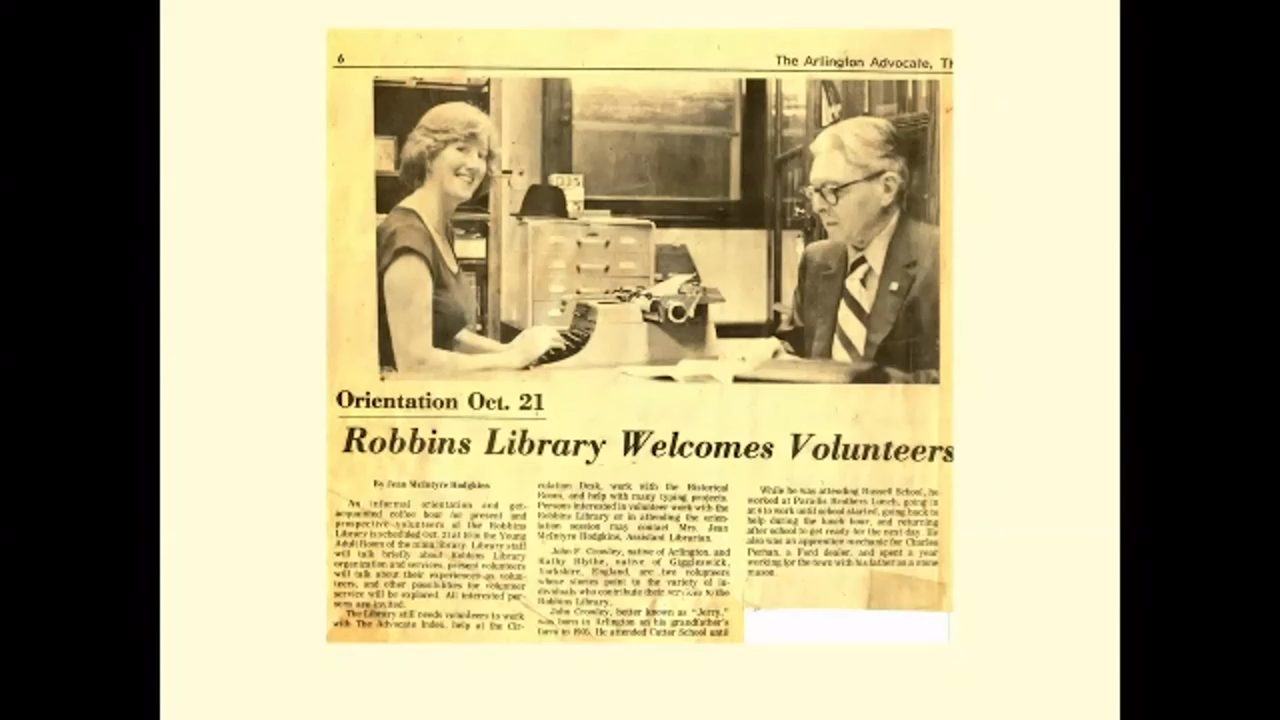 6
The Arlington Advocate, Th
Orientation Oct. 21
Robbins Library Welcomes Volunteers
By Jean McIntyre Hodgkins
An informal orientation and get-
acquainted coffee hour for present and
prospective volunteers of the Robbins
Library is scheduled Oct. 21 at 10 in the Young
Adult Room of the main library. Library staff
will talk briefly about Robbins Library
organization and services, present volunteers
will talk about their experiences as volun-
teers, and other possibilities for volunteer
service will be explored. All interested per-
sons are invited.
The Library still needs volunteers to work
with The Advocate Index, help at the Cir-
culation Desk, work with the Historical
Room, and help with many typing projects.
Persons interested in volunteer work with the
Robbins Library or in attending the orien-
tation session may contact Mrs. Jean
McIntyre Hodgkins, Assistant Librarian.
John F. Crowley, native of Arlington, and
Kathy Blythe, native of Giggleswick,
Yorkshire, England, are two volunteers
whose stories point to the variety of in-
dividuals who contribute their services to the
Robbins Library.
John Crowley, better known as "Jerry,"
was born in Arlington on his grandfather's
farm in 1905. He attended Cutter School until
While he was attending Russell School, he
worked at Paradis Brothers Lunch, going in
at 6 to work until school started, going back to
help during the lunch hour, and returning
after school to get ready for the next day. He
also was an apprentice mechanic for Charles
a Ford dealer, and spent a year
working for the town with his father as a stone
mason.